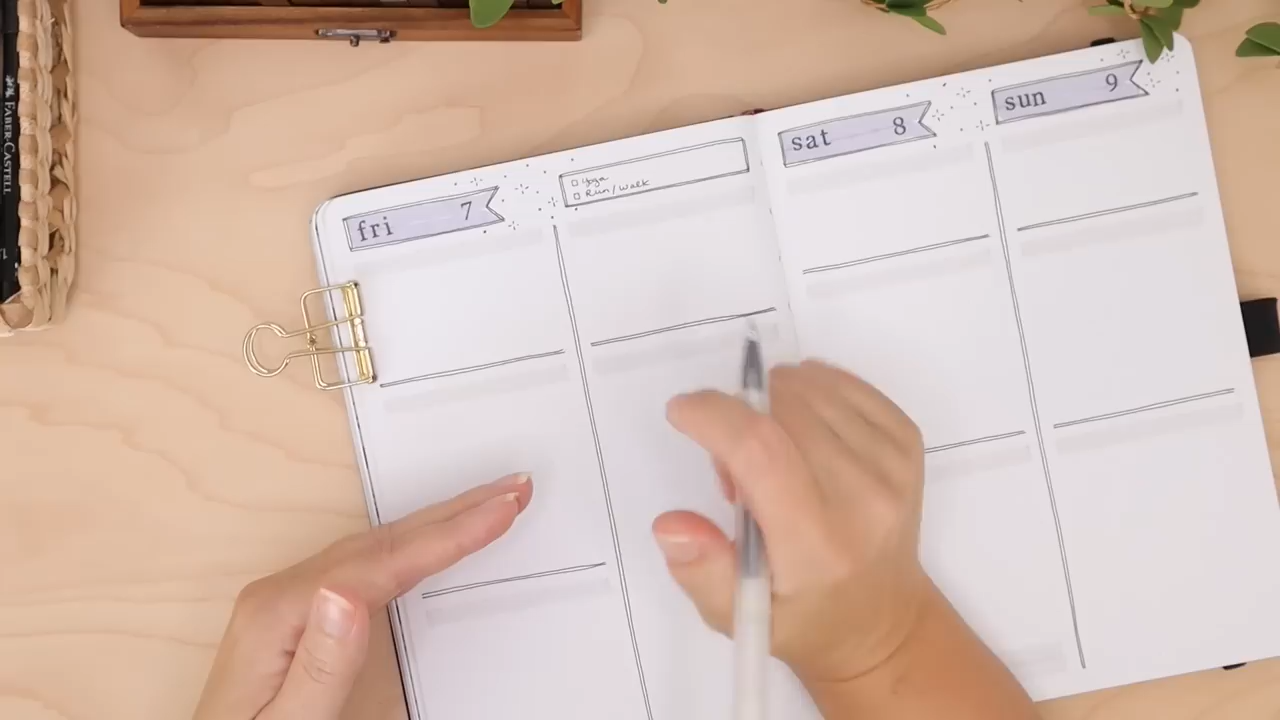 FABER-CASTELL
fri 7
□ Yoga
□ Run/Walk
sat 8
sun 9